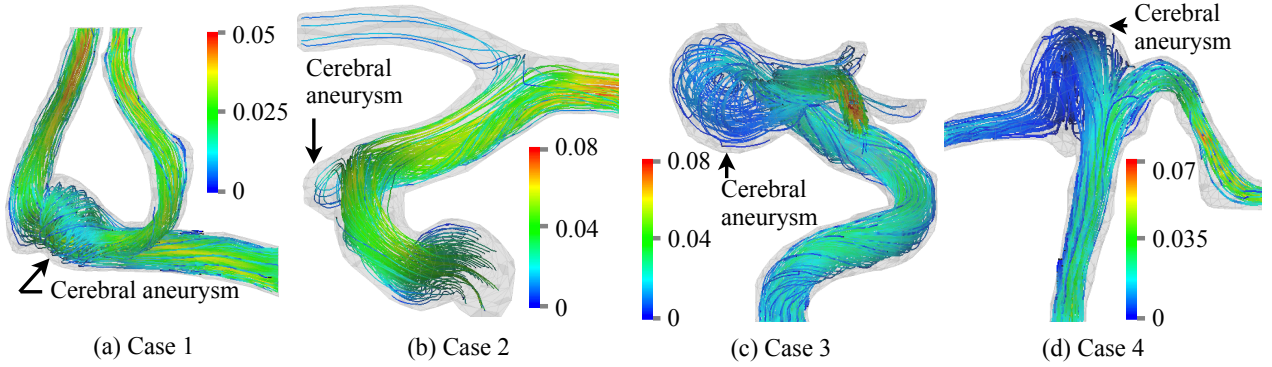 0.05
0.025
0
Cerebral aneurysm
(a) Case 1
Cerebral
aneurysm
0.08
0.04
0
(b) Case 2
0.08
0.04
0
Cerebral
aneurysm
(c) Case 3
Cerebral
aneurysm
0.07
0.035
0
(d) Case 4